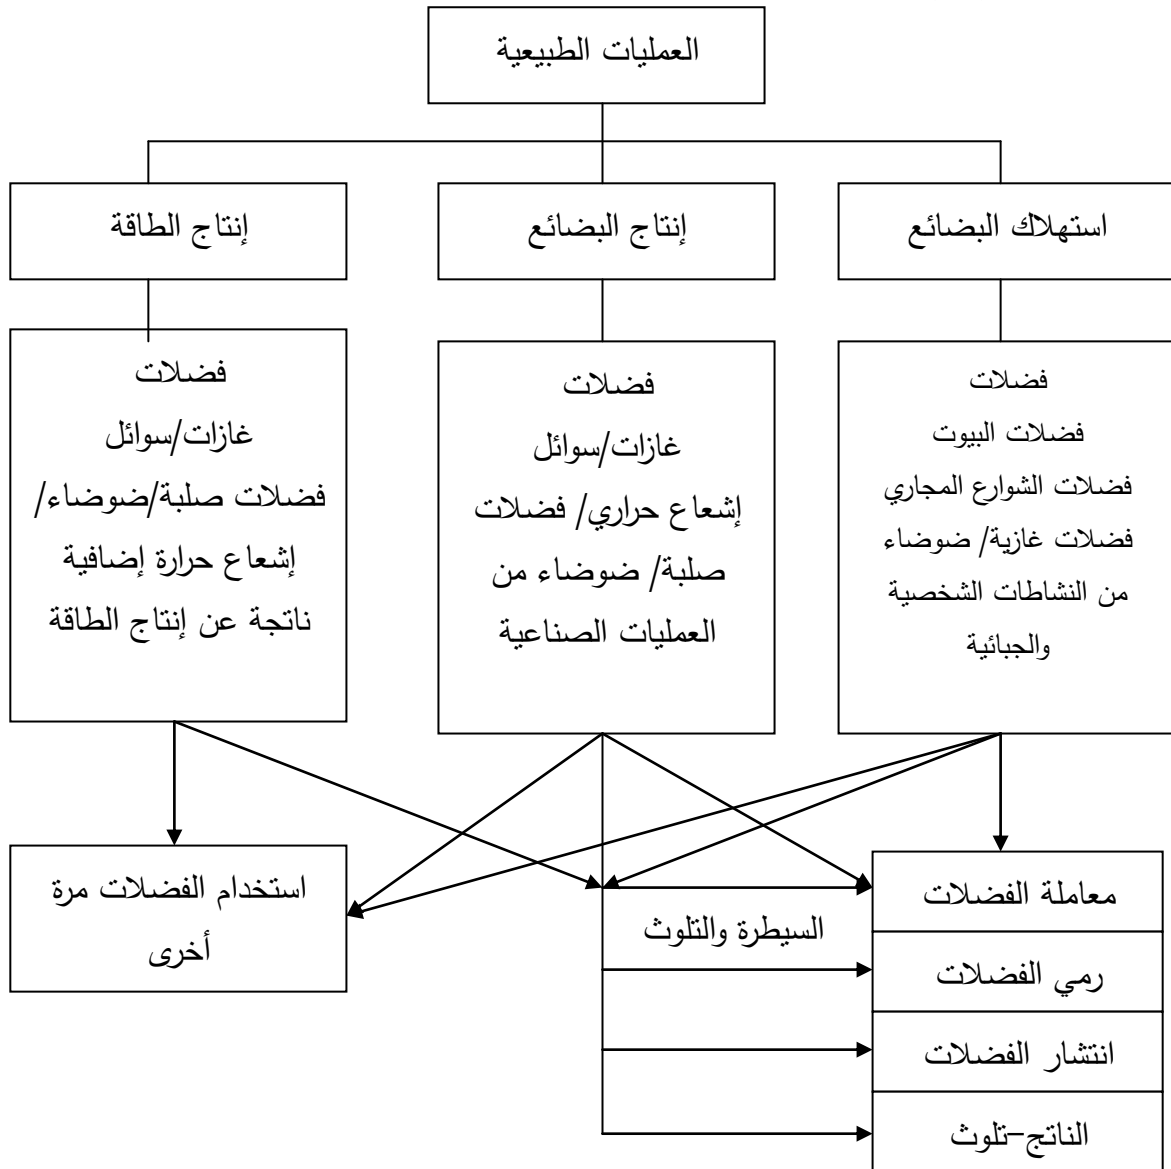 العمليات الطبيعية
استهلاك البضائع
إنتاج البضائع
إنتاج الطاقة
فضلات
فضلات البيوت
فضلات الشوارع المجاري
فضلات غازية/ ضوضاء
من النشاطات الشخصية
والجبائية
فضلات
غازات/سوائل
إشعاع حراري/ فضلات
صلبة/ ضوضاء من
العمليات الصناعية
فضلات
غازات/سوائل
فضلات صلبة/ضوضاء/
إشعاع حرارة إضافية
ناتجة عن إنتاج الطاقة
معاملة الفضلات
رمي الفضلات
انتشار الفضلات
الناتج–تلوث
السيطرة والتلوث
استخدام الفضلات مرة
أخرى